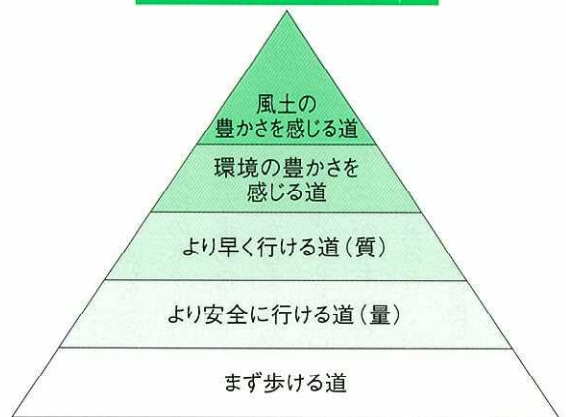 風土の
豊かさを感じる道
環境の豊かさを
感じる道
より早く行ける道（質）
より安全に行ける道（量）
まず歩ける道